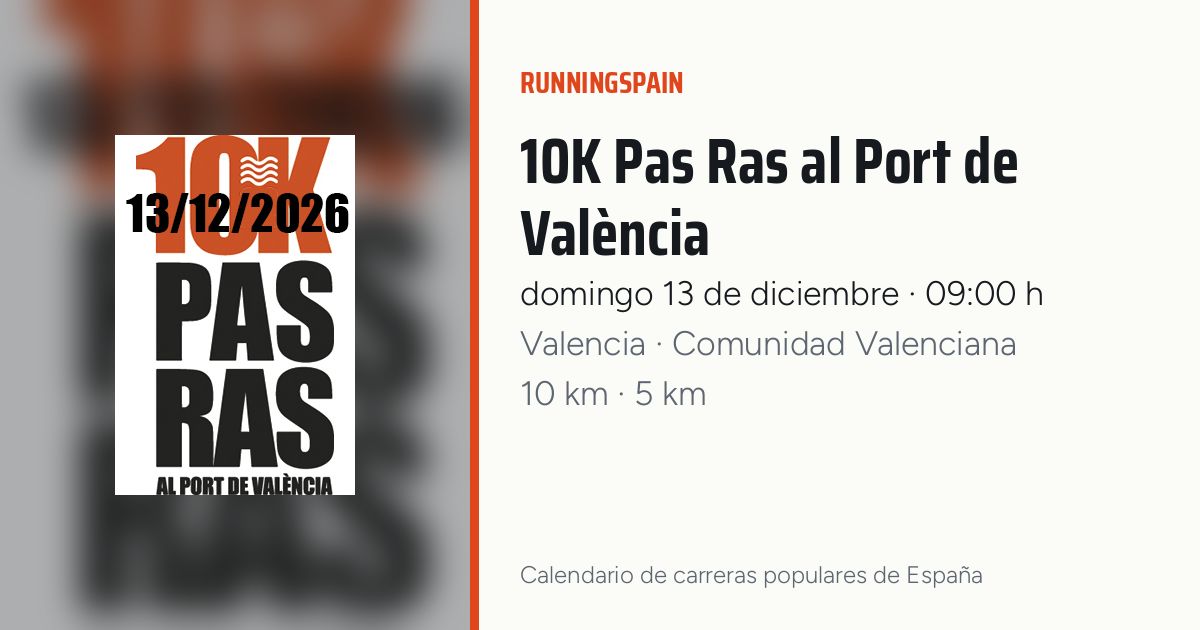 10K
13/12/2026
PAS
RAS
AL PORT DE VALÈNCIA
RUNNINGSPAIN
10K Pas Ras al Port de
València
domingo 13 de diciembre · 09:00 h
Valencia · Comunidad Valenciana
10 km · 5 km
Calendario de carreras populares de España